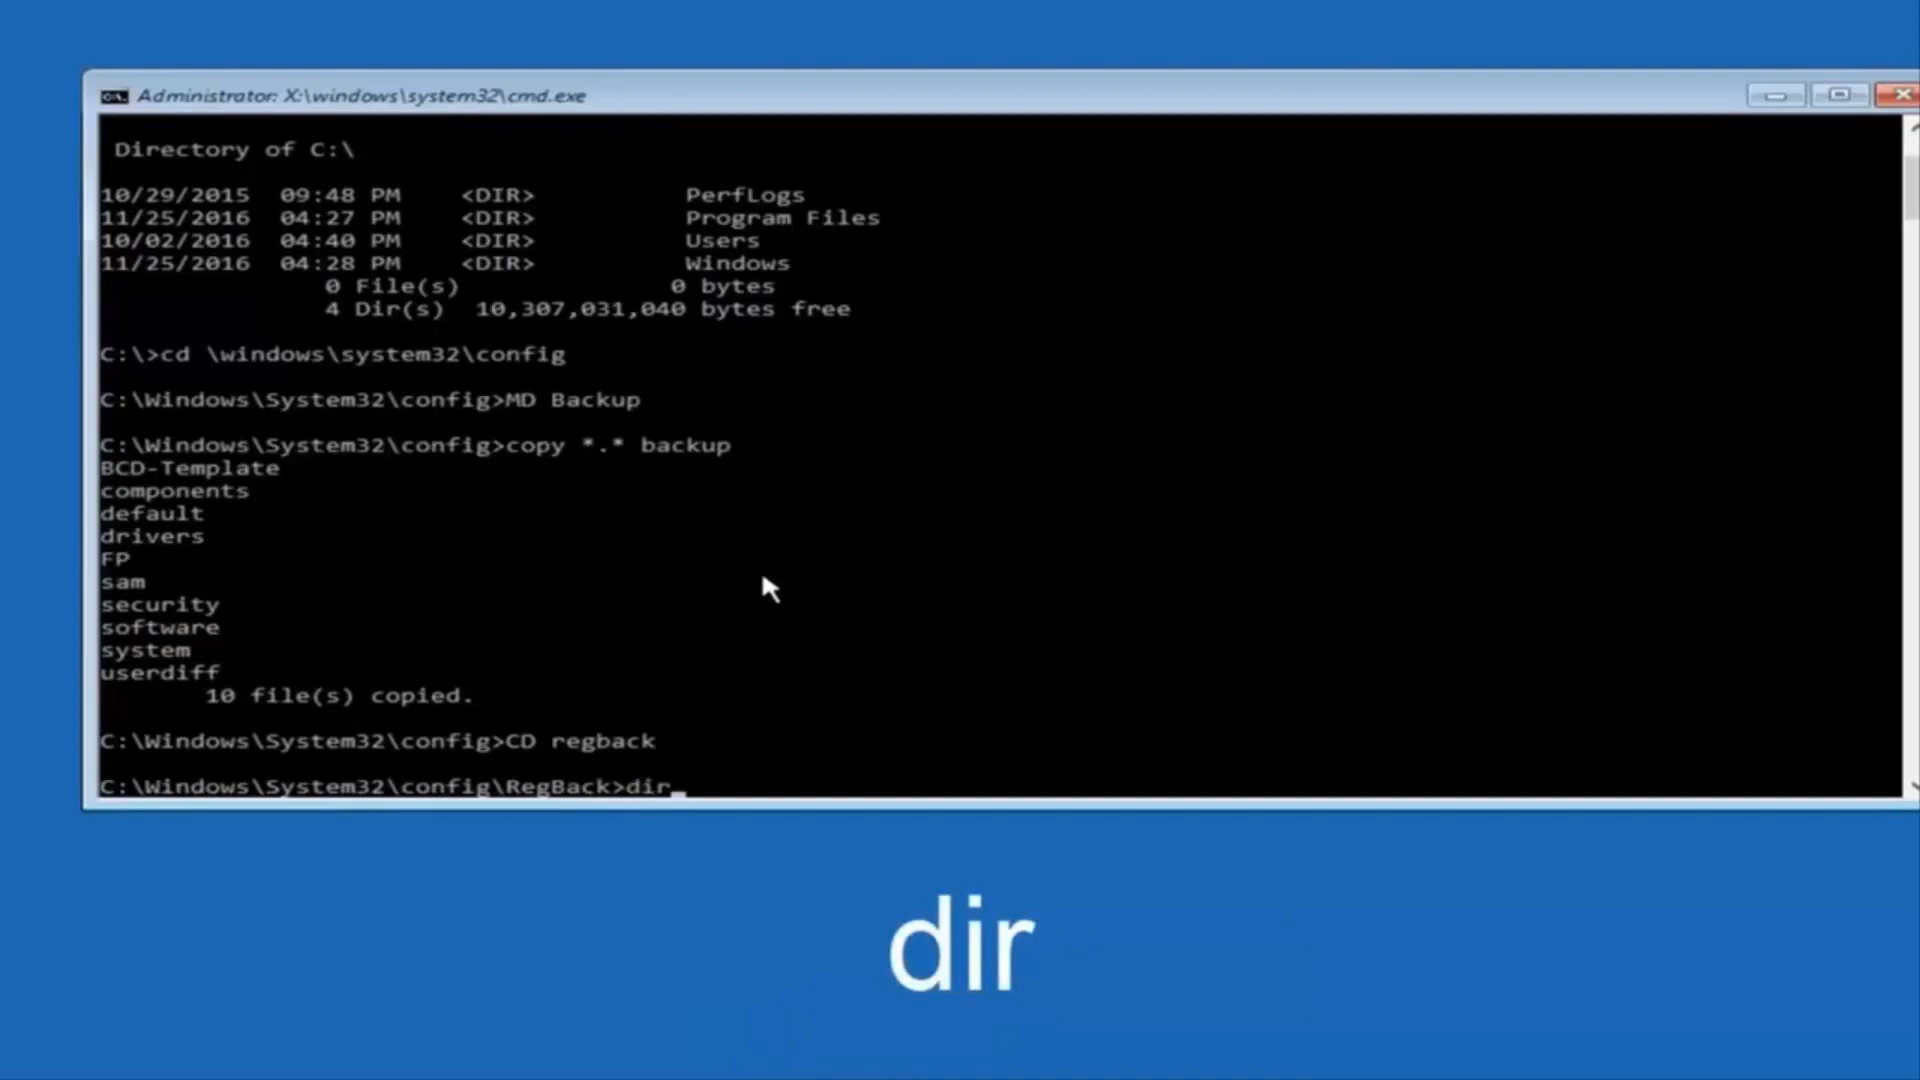 Administrator: X:\windows\system32\cmd.exe
Directory of C:\
10/29/2015  09:48 PM    <DIR>          PerfLogs
11/25/2016  04:27 PM    <DIR>          Program Files
10/02/2016  04:40 PM    <DIR>          Users
11/25/2016  04:28 PM    <DIR>          Windows
0 File(s)              0 bytes
4 Dir(s)  10,307,031,040 bytes free
C:\>cd \windows\system32\config
C:\Windows\System32\config>MD Backup
C:\Windows\System32\config>copy *.* backup
BCD-Template
components
default
drivers
FP
sam
security
software
system
userdiff
10 file(s) copied.
C:\Windows\System32\config>CD regback
C:\Windows\System32\config\RegBack>dir_
dir